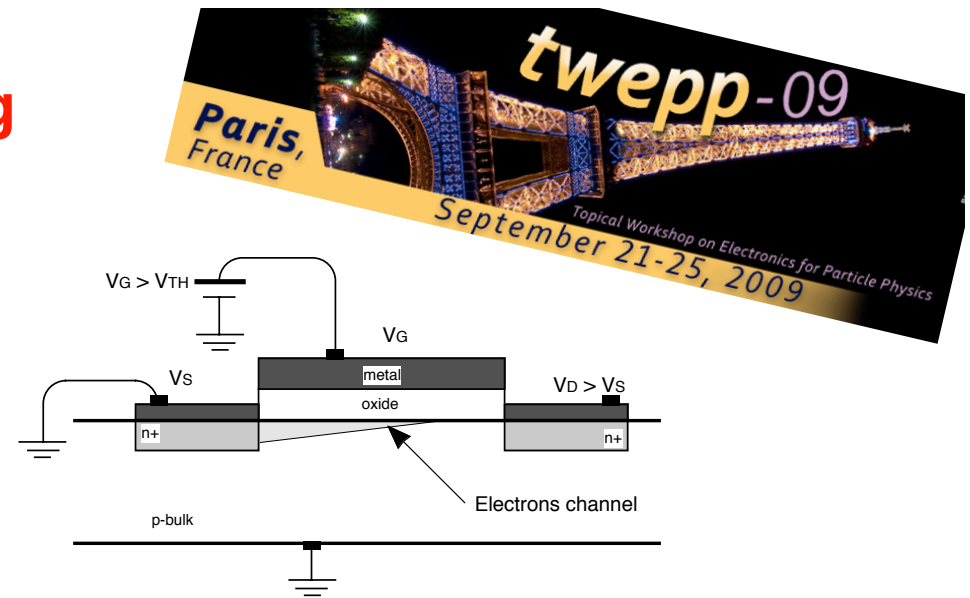 g
twepp-09
Paris,
France
Topical Workshop on Electronics for Particle Physics
September 21-25, 2009
VG > VTH
VG
VS
metal
VD > VS
oxide
n+
n+
Electrons channel
p-bulk